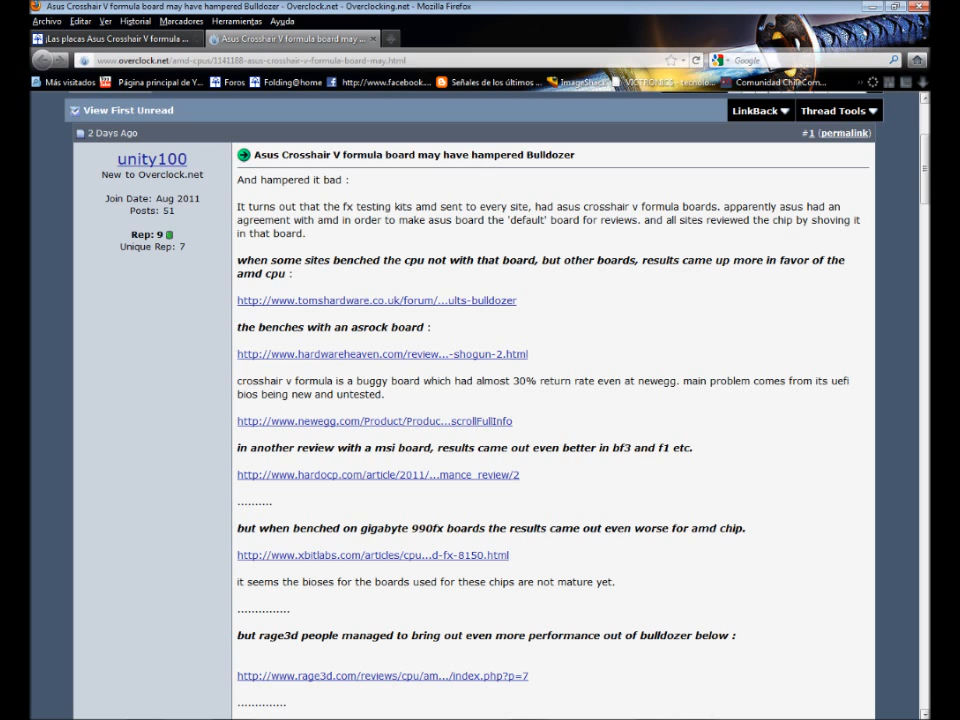 Asus Crosshair V formula board may have hampered Bulldozer - Overclock.net - Overclocking.net - Mozilla Firefox
Archivo Editar Ver Historial Marcadores Herramientas Ayuda
¡Las placas Asus Crosshair V formula ... Asus Crosshair V formula board may ...
www.overclock.net/amd-cpus/1141188-asus-crosshair-v-formula-board-may.html Google
Más visitados Página principal de Y... Foros Folding@home http://www.facebook... Señales de los últimos ... ImageShack Comunidad ChileCom...
View First Unread LinkBack Thread Tools
2 Days Ago #1 (permalink)
unity100
New to Overclock.net
Join Date: Aug 2011
Posts: 51
Rep: 9
Unique Rep: 7
Asus Crosshair V formula board may have hampered Bulldozer
And hampered it bad :
It turns out that the fx testing kits amd sent to every site, had asus crosshair v formula boards. apparently asus had an
agreement with amd in order to make asus board the 'default' board for reviews. and all sites reviewed the chip by shoving it
in that board.
when some sites benched the cpu not with that board, but other boards, results came up more in favor of the
amd cpu :
http://www.tomshardware.co.uk/forum/...ults-bulldozer
the benches with an asrock board :
http://www.hardwareheaven.com/review...-shogun-2.html
crosshair v formula is a buggy board which had almost 30% return rate even at newegg. main problem comes from its uefi
bios being new and untested.
http://www.newegg.com/Product/Produc...scrollFullInfo
in another review with a msi board, results came out even better in bf3 and f1 etc.
http://www.hardocp.com/article/2011/...mance_review/2
..........
but when benched on gigabyte 990fx boards the results came out even worse for amd chip.
http://www.xbitlabs.com/articles/cpu...d-fx-8150.html
it seems the bioses for the boards used for these chips are not mature yet.
...............
but rage3d people managed to bring out even more performance out of bulldozer below :
http://www.rage3d.com/reviews/cpu/am.../index.php?p=7
..............